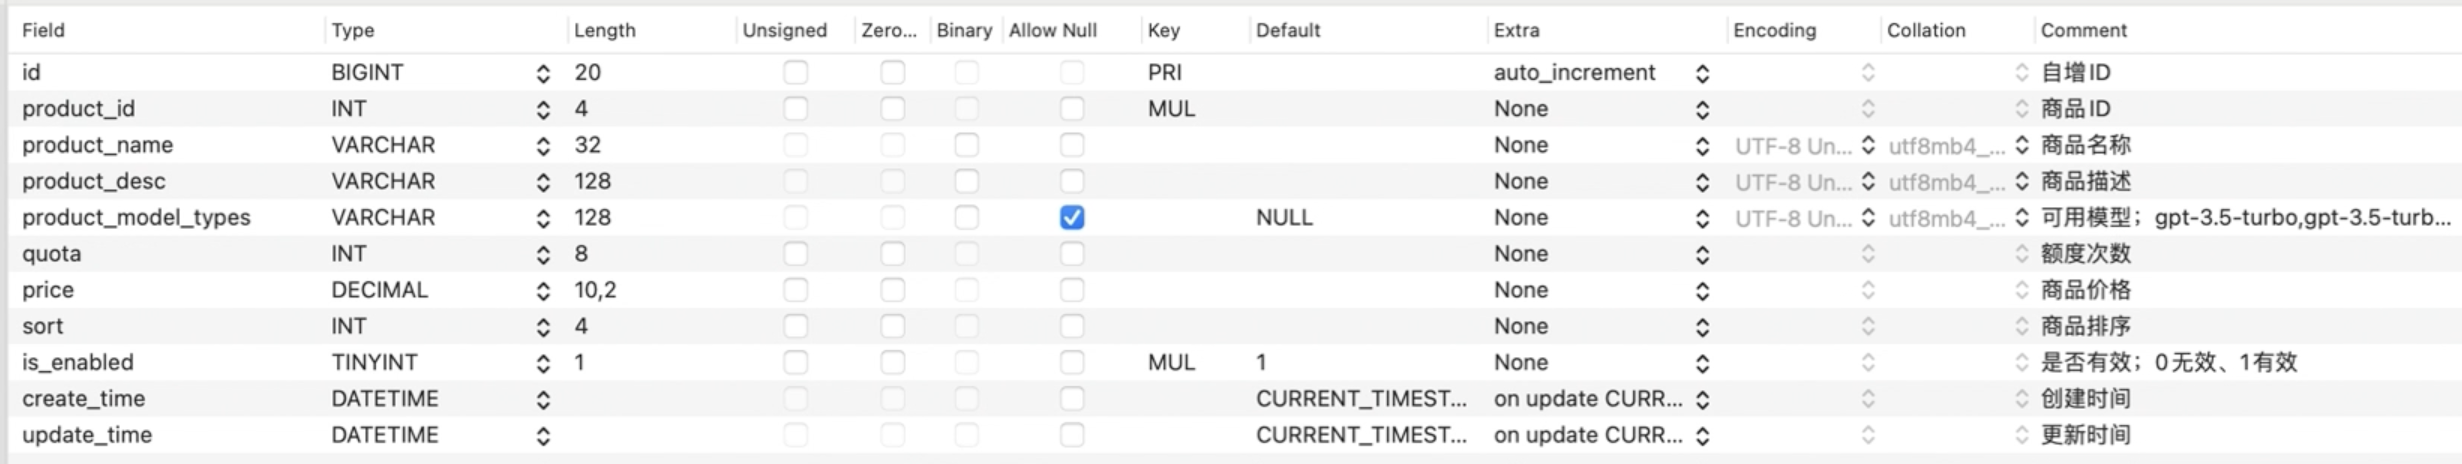 Field Type Length Unsigned Zero... Binary Allow Null Key Default Extra Encoding Collation Comment
id BIGINT 20 PRI auto_increment 自增ID
product_id INT 4 MUL None 商品ID
product_name VARCHAR 32 None UTF-8 Un... utf8mb4_... 商品名称
product_desc VARCHAR 128 None UTF-8 Un... utf8mb4_... 商品描述
product_model_types VARCHAR 128 NULL None UTF-8 Un... utf8mb4_... 可用模型；gpt-3.5-turbo,gpt-3.5-turb...
quota INT 8 None 额度次数
price DECIMAL 10,2 None 商品价格
sort INT 4 None 商品排序
is_enabled TINYINT 1 MUL 1 None 是否有效；0无效、1有效
create_time DATETIME CURRENT_TIMEST... on update CURR... 创建时间
update_time DATETIME CURRENT_TIMEST... on update CURR... 更新时间